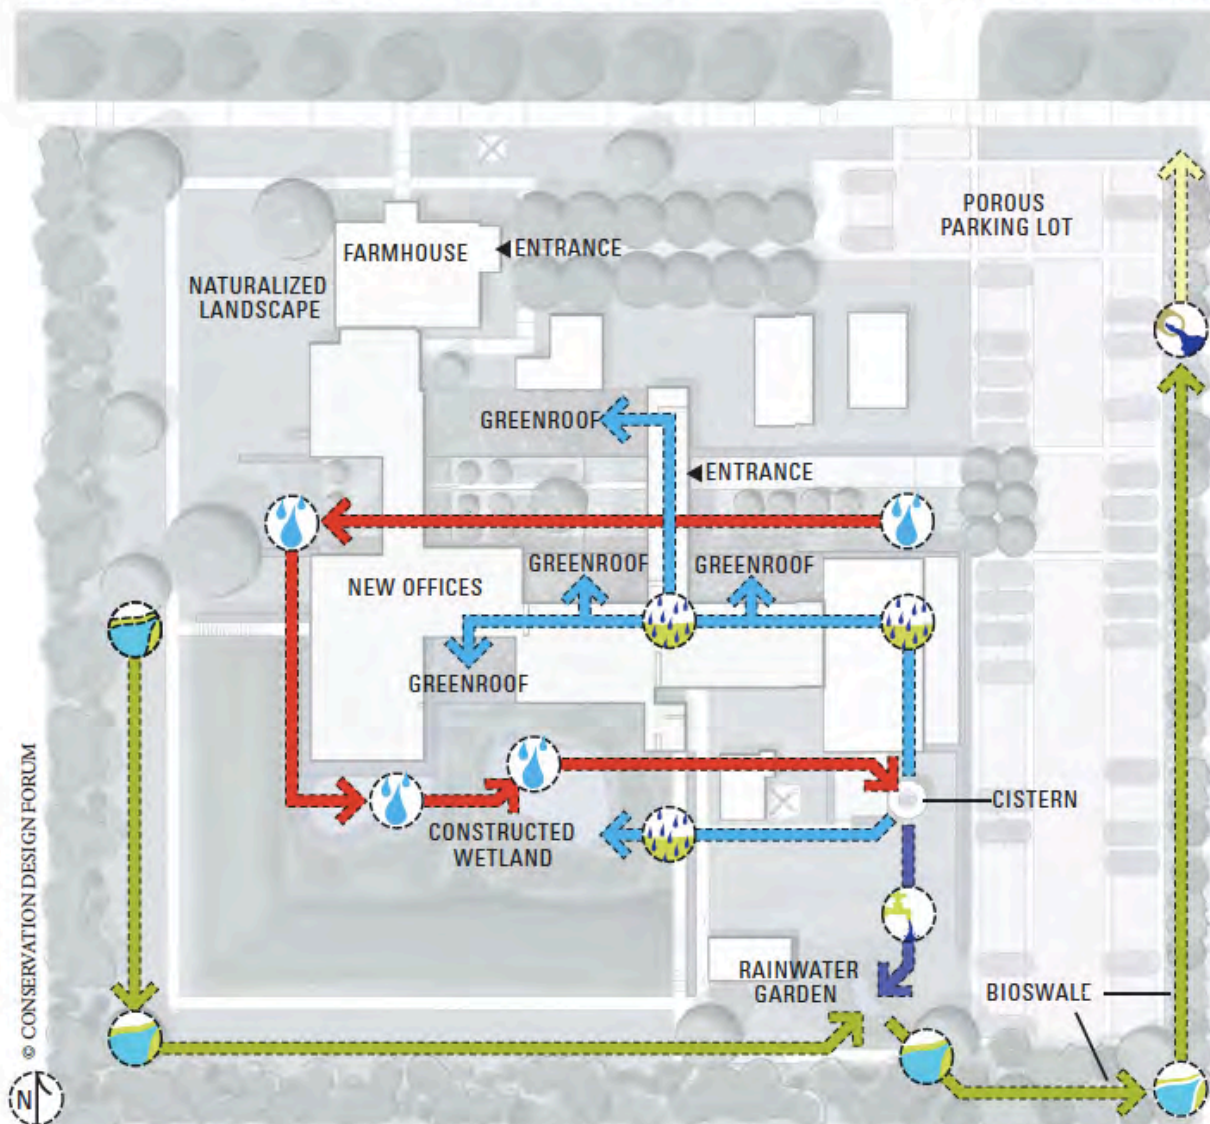 POROUS
PARKING LOT
FARMHOUSE
ENTRANCE
NATURALIZED
LANDSCAPE
GREENROOF
ENTRANCE
GREENROOF
GREENROOF
NEW OFFICES
GREENROOF
CISTERN
CONSTRUCTED
WETLAND
RAINWATER
GARDEN
BIOSWALE
© CONSERVATION DESIGN FORUM
N